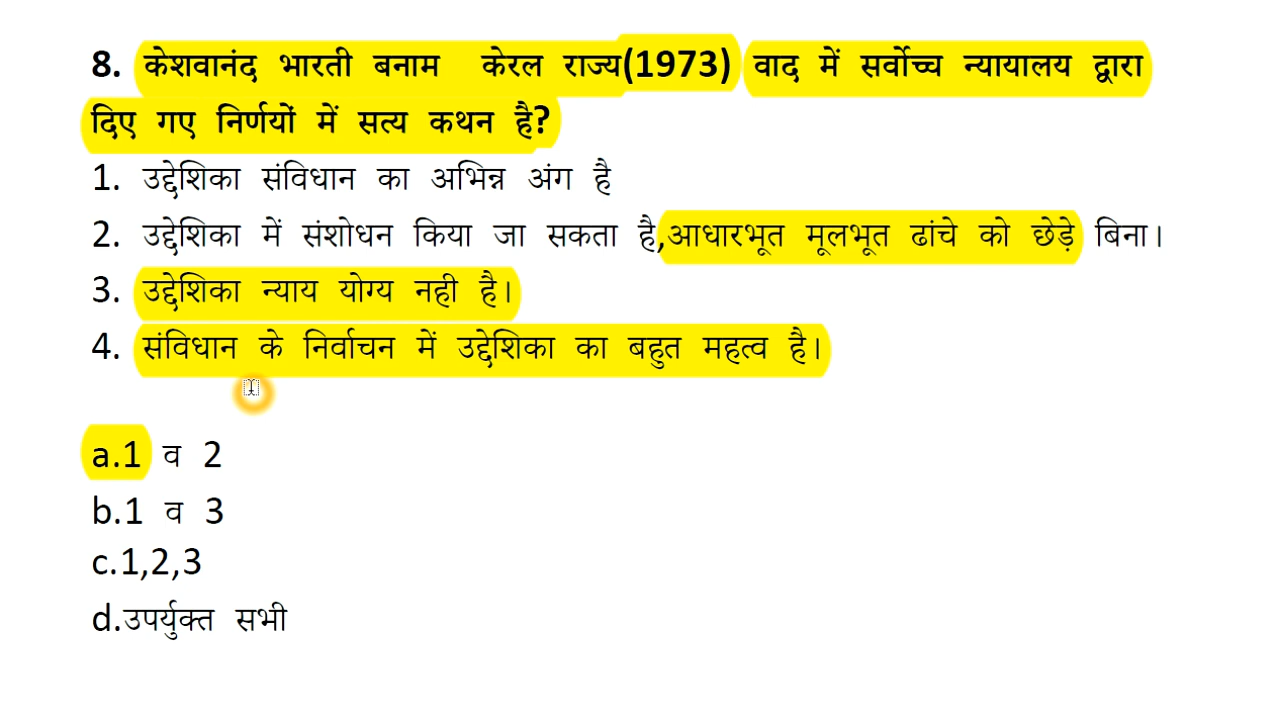 8. केशवानंद भारती बनाम केरल राज्य(1973) वाद में सर्वोच्च न्यायालय द्वारा
दिए गए निर्णयों में सत्य कथन है?
1. उद्देशिका संविधान का अभिन्न अंग है
2. उद्देशिका में संशोधन किया जा सकता है,आधारभूत मूलभूत ढांचे को छेड़े बिना।
3. उद्देशिका न्याय योग्य नही है।
4. संविधान के निर्वाचन में उद्देशिका का बहुत महत्व है।
a.1 व 2
b.1 व 3
c.1,2,3
d.उपर्युक्त सभी